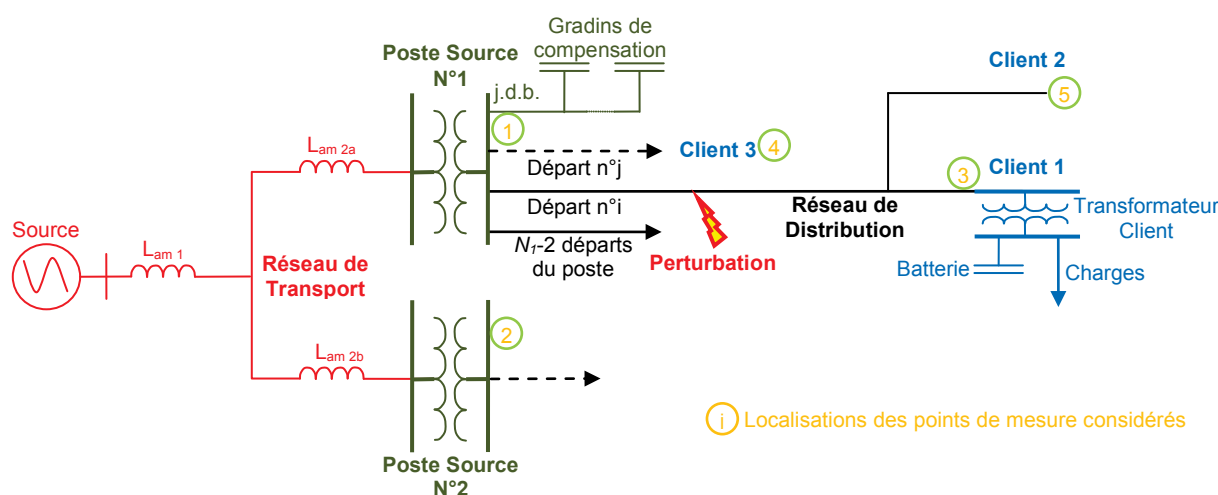 Gradins de
compensation
Poste Source
N°1
j.d.b.
1
Client 2
5
L am 2a
Départ n°j
Client 3
4
3
Client 1
Source
L am 1
Réseau de
Transport
Départ n°i
Réseau de
Distribution
Transformateur
Client
N1-2 départs
du poste
Perturbation
Batterie
Charges
L am 2b
2
i Localisations des points de mesure considérés
Poste Source
N°2